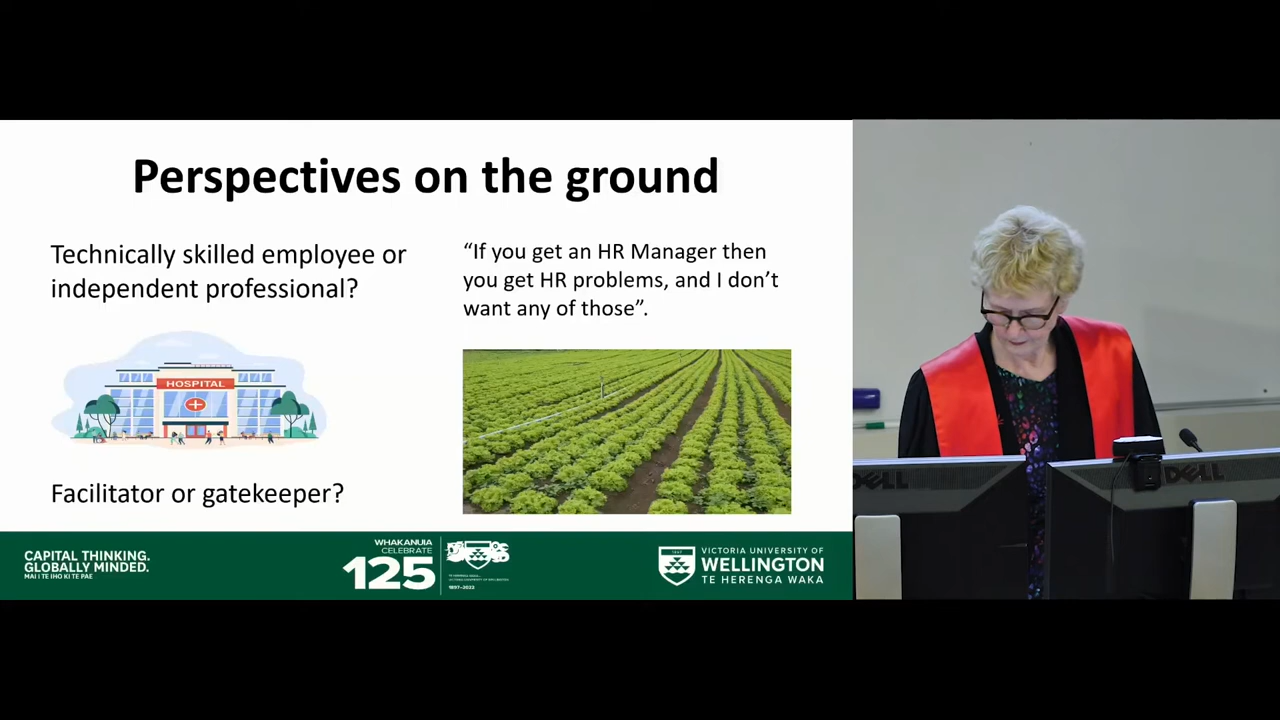 Perspectives on the ground
Technically skilled employee or
independent professional?
HOSPITAL
Facilitator or gatekeeper?
“If you get an HR Manager then
you get HR problems, and I don’t
want any of those”.
CAPITAL THINKING.
GLOBALLY MINDED.
MAI I TE IHO KI TE PAE
WHAKANUIA
CELEBRATE
125
1897–2022
VICTORIA UNIVERSITY OF
WELLINGTON
TE HERENGA WAKA
DELL
DELL